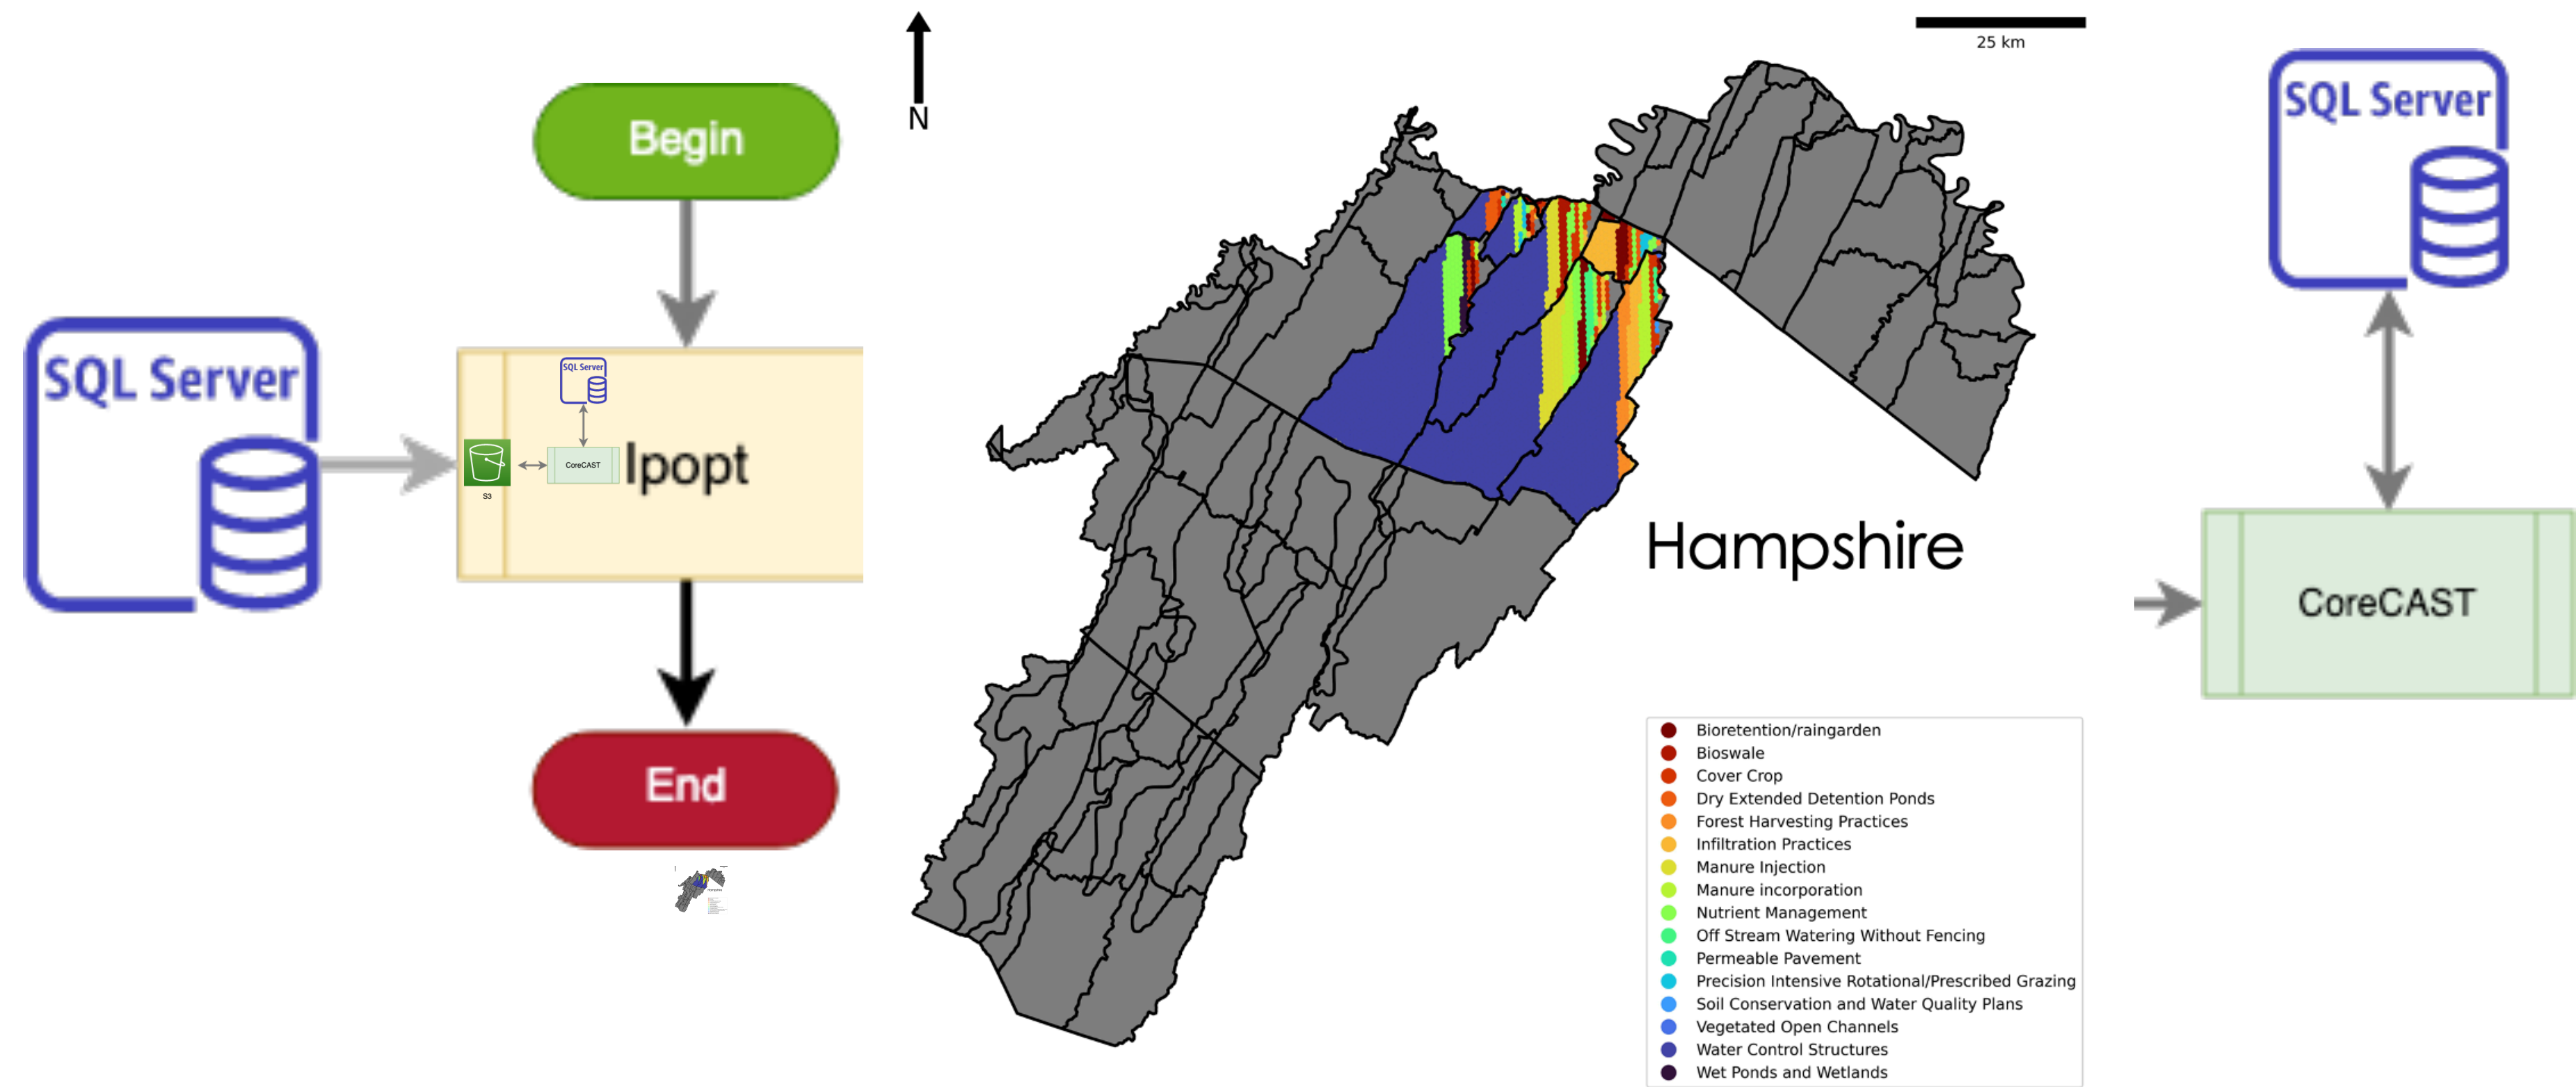 Begin
SQL Server
SQL Server
CoreCAST
Ipopt
S3
End
N
25 km
Hampshire
Bioretention/raingarden
Bioswale
Cover Crop
Dry Extended Detention Ponds
Forest Harvesting Practices
Infiltration Practices
Manure Injection
Manure incorporation
Nutrient Management
Off Stream Watering Without Fencing
Permeable Pavement
Precision Intensive Rotational/Prescribed Grazing
Soil Conservation and Water Quality Plans
Vegetated Open Channels
Water Control Structures
Wet Ponds and Wetlands
SQL Server
CoreCAST